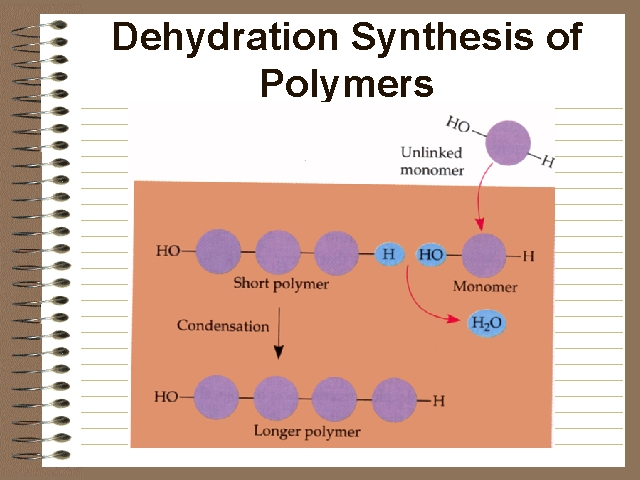 Dehydration Synthesis of
Polymers
HO
H
Unlinked
monomer
HO
H
HO
H
Short polymer
Monomer
H₂O
Condensation
HO
H
Longer polymer